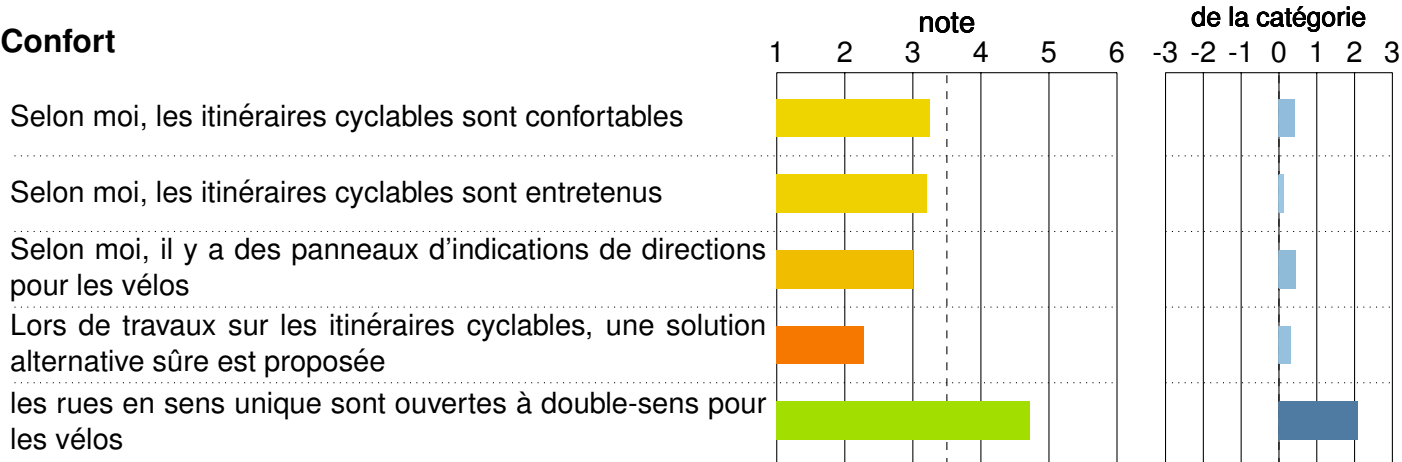 note
de la catégorie
Confort
1 2 3 4 5 6
-3 -2 -1 0 1 2 3
Selon moi, les itinéraires cyclables sont confortables
Selon moi, les itinéraires cyclables sont entretenus
Selon moi, il y a des panneaux d'indications de directions
pour les vélos
Lors de travaux sur les itinéraires cyclables, une solution
alternative sûre est proposée
les rues en sens unique sont ouvertes à double-sens pour
les vélos